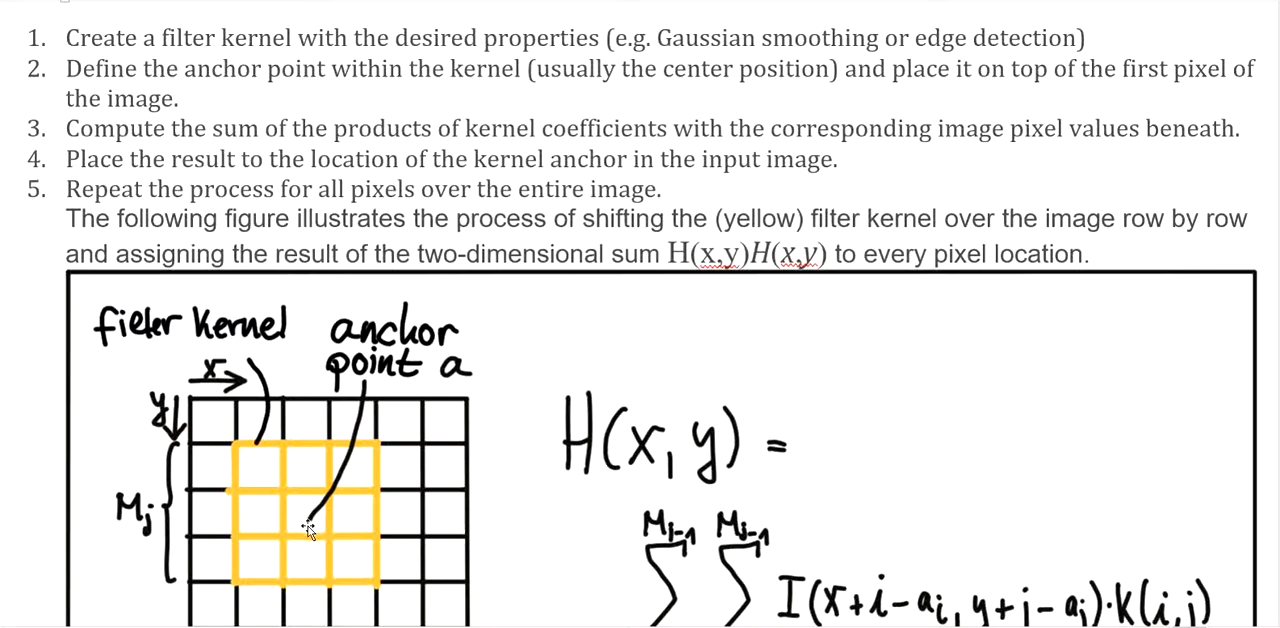 1. Create a filter kernel with the desired properties (e.g. Gaussian smoothing or edge detection)
2. Define the anchor point within the kernel (usually the center position) and place it on top of the first pixel of
the image.
3. Compute the sum of the products of kernel coefficients with the corresponding image pixel values beneath.
4. Place the result to the location of the kernel anchor in the input image.
5. Repeat the process for all pixels over the entire image.
The following figure illustrates the process of shifting the (yellow) filter kernel over the image row by row
and assigning the result of the two-dimensional sum H(x,y)H(x,y) to every pixel location.
filter Kernel
anchor
point a
x
y
Mj
H(x,y) =
Mi-1 Mj-1
∑ ∑ I(x+i-ai, y+j-aj)·K(i,j)